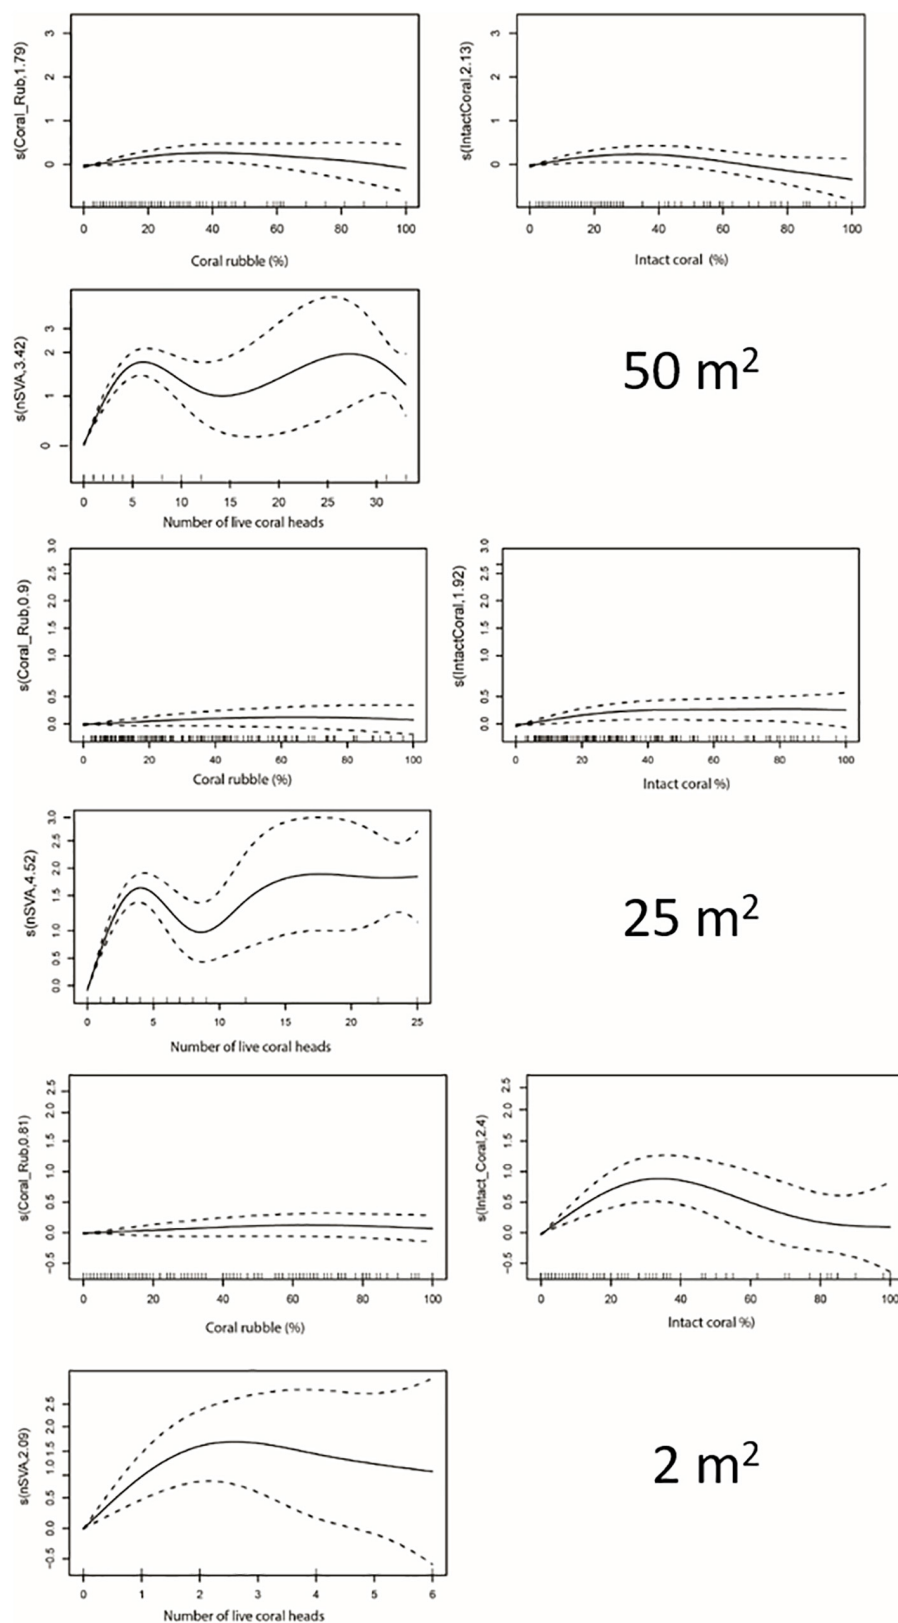 s(Coral_Rub,1.79)
3
2
1
0
0 20 40 60 80 100
Coral rubble (%)
s(IntactCoral,2.13)
3
2
1
0
0 20 40 60 80 100
Intact coral (%)
s(nSVA,3.42)
3
2
1
0
0 5 10 15 20 25 30
Number of live coral heads
50 m²
s(Coral_Rub,0.9)
3.0
2.5
2.0
1.5
1.0
0.5
0.0
0 20 40 60 80 100
Coral rubble (%)
s(IntactCoral,1.92)
3.0
2.5
2.0
1.5
1.0
0.5
0.0
0 20 40 60 80 100
Intact coral %)
s(nSVA,4.52)
3.0
2.5
2.0
1.5
1.0
0.5
0.0
0 5 10 15 20 25
Number of live coral heads
25 m²
s(Coral_Rub,0.81)
2.5
2.0
1.5
1.0
0.5
0.0
−0.5
0 20 40 60 80 100
Coral rubble (%)
s(Intact_Coral,2.4)
2.5
2.0
1.5
1.0
0.5
0.0
−0.5
0 20 40 60 80 100
Intact coral %)
s(nSVA,2.09)
2.5
2.0
1.5
1.0
0.5
0.0
−0.5
0 1 2 3 4 5 6
Number of live coral heads
2 m²